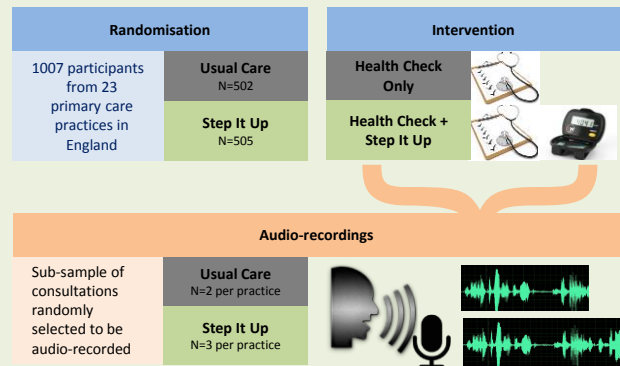 Randomisation
1007 participants
from 23
primary care
practices in
England
Usual Care
N=502
Step It Up
N=505
Intervention
Health Check
Only
Health Check +
Step It Up
Audio-recordings
Sub-sample of
consultations
randomly
selected to be
audio-recorded
Usual Care
N=2 per practice
Step It Up
N=3 per practice